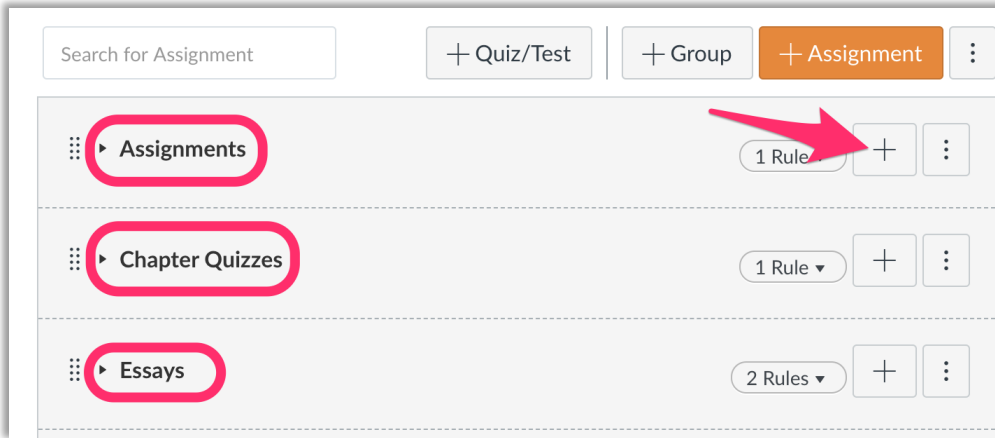 Search for Assignment
+ Quiz/Test
+ Group
+ Assignment
Assignments
1 Rule
Chapter Quizzes
1 Rule
Essays
2 Rules